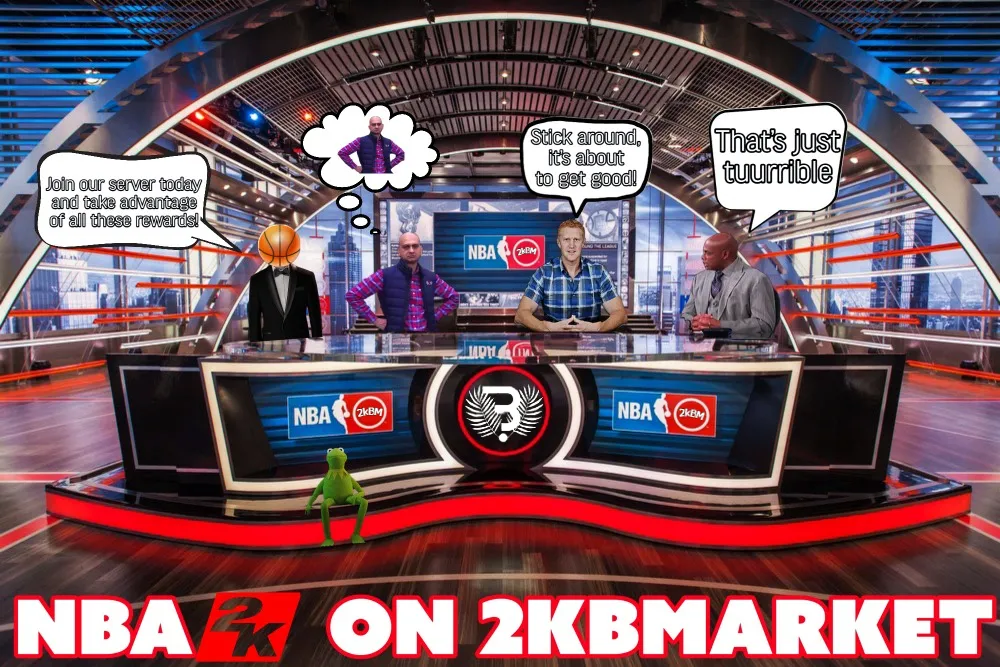 Join our server today
and take advantage
of all these rewards!
Stick around,
it's about
to get good!
That's just
tuurrible
NBA 2KBM
NBA 2KBM
NBA 2KBM
NBA 2K ON 2KBMARKET